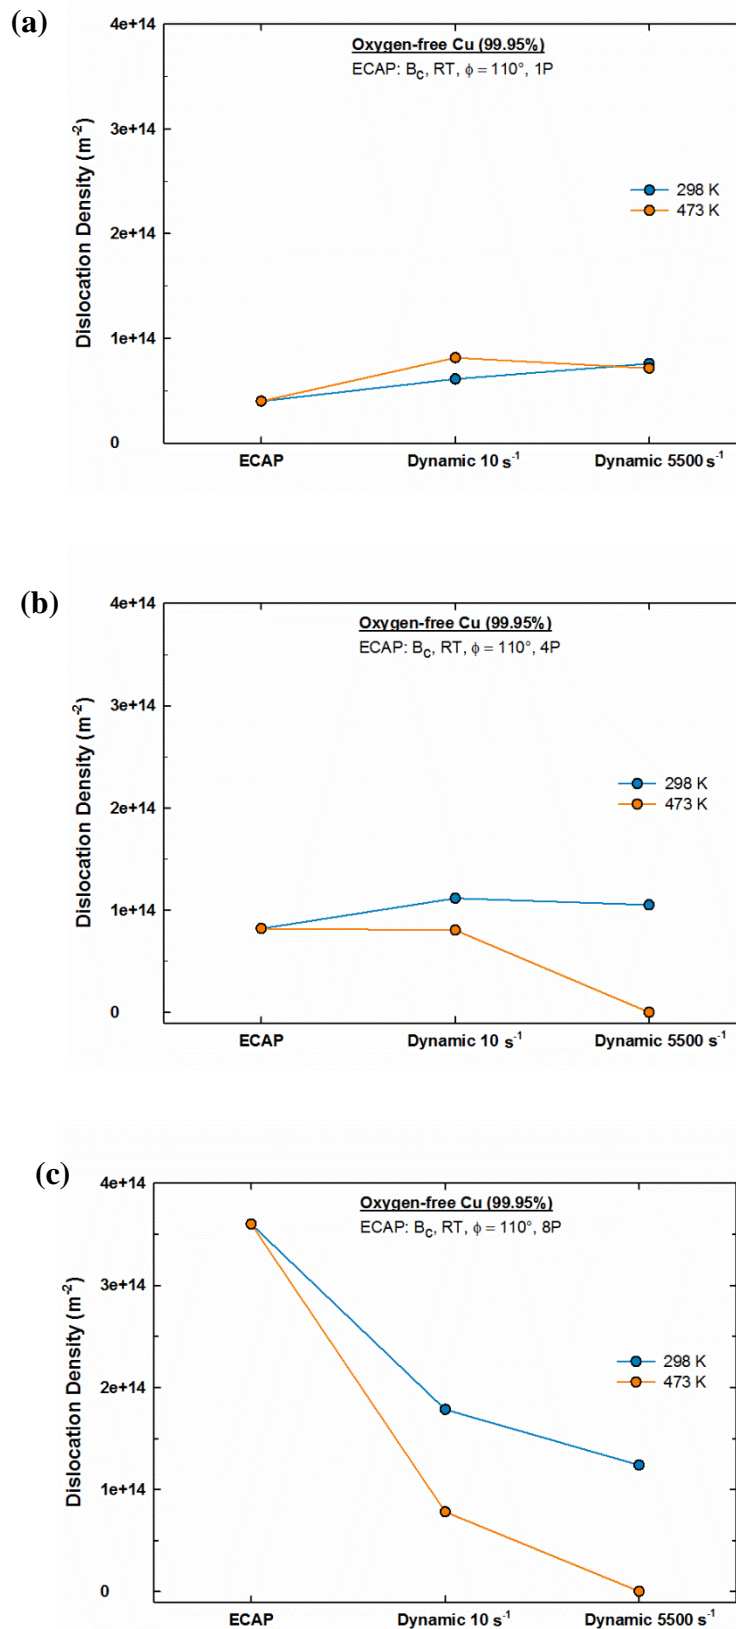 (a)
4e+14
Oxygen-free Cu (99.95%)
ECAP: BC, RT, ϕ = 110°, 1P
3e+14
298 K
473 K
2e+14
Dislocation Density (m-2)
1e+14
0
ECAP
Dynamic 10 s-1
Dynamic 5500 s-1
(b)
4e+14
Oxygen-free Cu (99.95%)
ECAP: BC, RT, ϕ = 110°, 4P
3e+14
298 K
473 K
2e+14
Dislocation Density (m-2)
1e+14
0
ECAP
Dynamic 10 s-1
Dynamic 5500 s-1
(c)
4e+14
Oxygen-free Cu (99.95%)
ECAP: BC, RT, ϕ = 110°, 8P
3e+14
298 K
473 K
2e+14
Dislocation Density (m-2)
1e+14
0
ECAP
Dynamic 10 s-1
Dynamic 5500 s-1